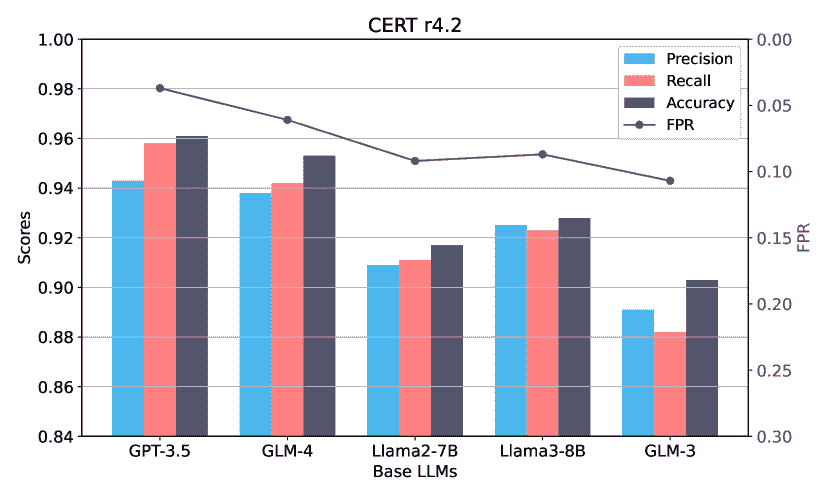 CERT r4.2
1.00
0.98
0.96
0.94
0.92
0.90
0.88
0.86
0.84
Scores
Precision
Recall
Accuracy
FPR
0.00
0.05
0.10
0.15
0.20
0.25
0.30
FPR
GPT-3.5
GLM-4
Llama2-7B
Llama3-8B
GLM-3
Base LLMs